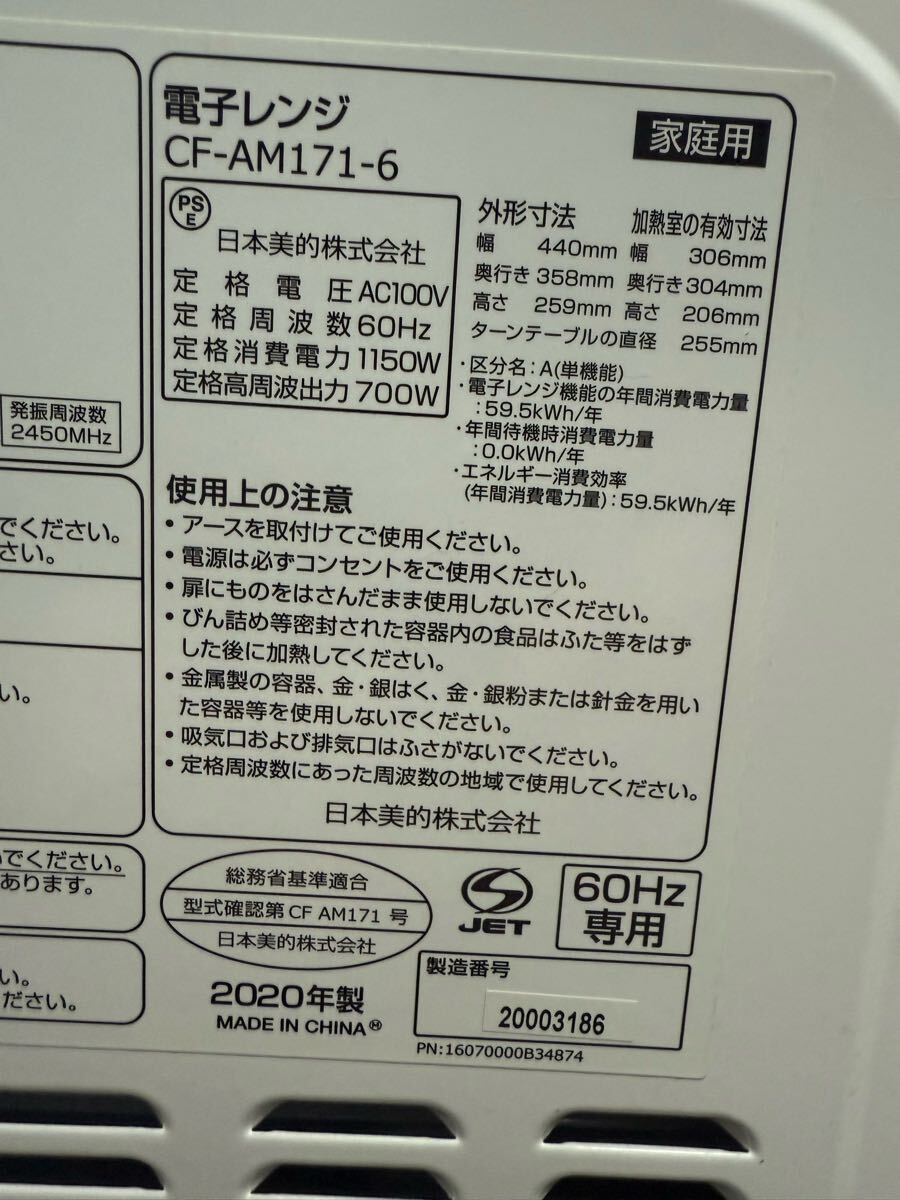 電子レンジ
CF-AM171-6
家庭用
PS
E
日本美的株式会社
定格電圧 AC100V
定格周波数 60Hz
定格消費電力 1150W
定格高周波出力 700W
外形寸法
幅 440mm
奥行き 358mm
高さ 259mm
加熱室の有効寸法
幅 306mm
奥行き 304mm
高さ 206mm
ターンテーブルの直径 255mm
・区分名：A(単機能)
・電子レンジ機能の年間消費電力量
：59.5kWh/年
・年間待機時消費電力量
：0.0kWh/年
・エネルギー消費効率
(年間消費電力量)：59.5kWh/年
使用上の注意
・アースを取付けてご使用ください。
・電源は必ずコンセントをご使用ください。
・扉にものをはさんだまま使用しないでください。
・びん詰め等密封された容器内の食品はふた等をはず
した後に加熱してください。
・金属製の容器、金・銀はく、金・銀粉または針金を用い
た容器等を使用しないでください。
・吸気口および排気口はふさがないでください。
・定格周波数にあった周波数の地域で使用してください。
日本美的株式会社
発振周波数
2450MHz
でください。
さい。
い。
いでください。
あります。
い。
ださい。
総務省基準適合
型式確認第 CF AM171 号
日本美的株式会社
JET
60Hz
専用
2020年製
MADE IN CHINA Ⓗ
製造番号
20003186
PN:16070000B34874